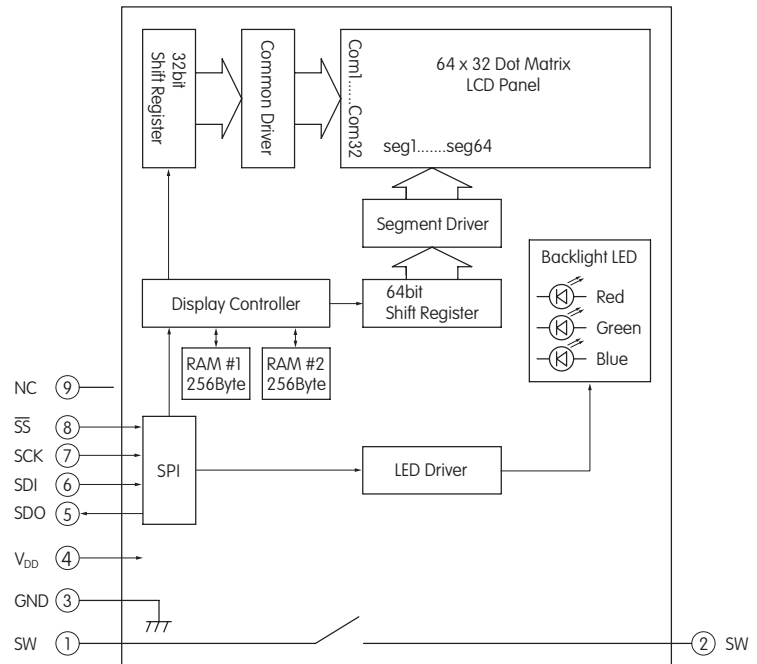 32bit
Shift Register
Common Driver
Com1......Com32
64 x 32 Dot Matrix
LCD Panel
seg1.......seg64
Segment Driver
Backlight LED
Red
Green
Blue
Display Controller
64bit
Shift Register
RAM #1
256Byte
RAM #2
256Byte
NC 9
S̅S̅ 8
SCK 7
SDI 6
SDO 5
SPI
LED Driver
VDD 4
GND 3
SW 1
2 SW